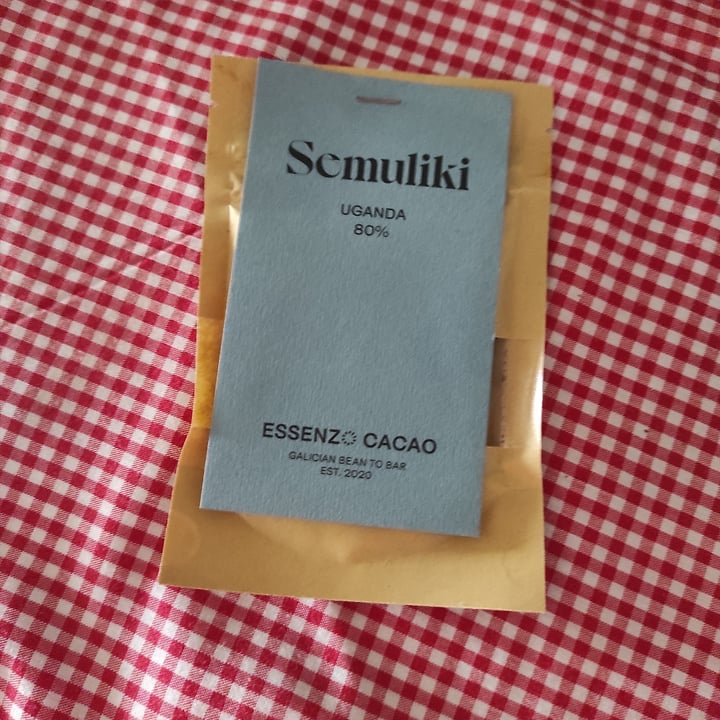 Semuliki
UGANDA
80%
ESSENZO CACAO
GALICIAN BEAN TO BAR
EST. 2020